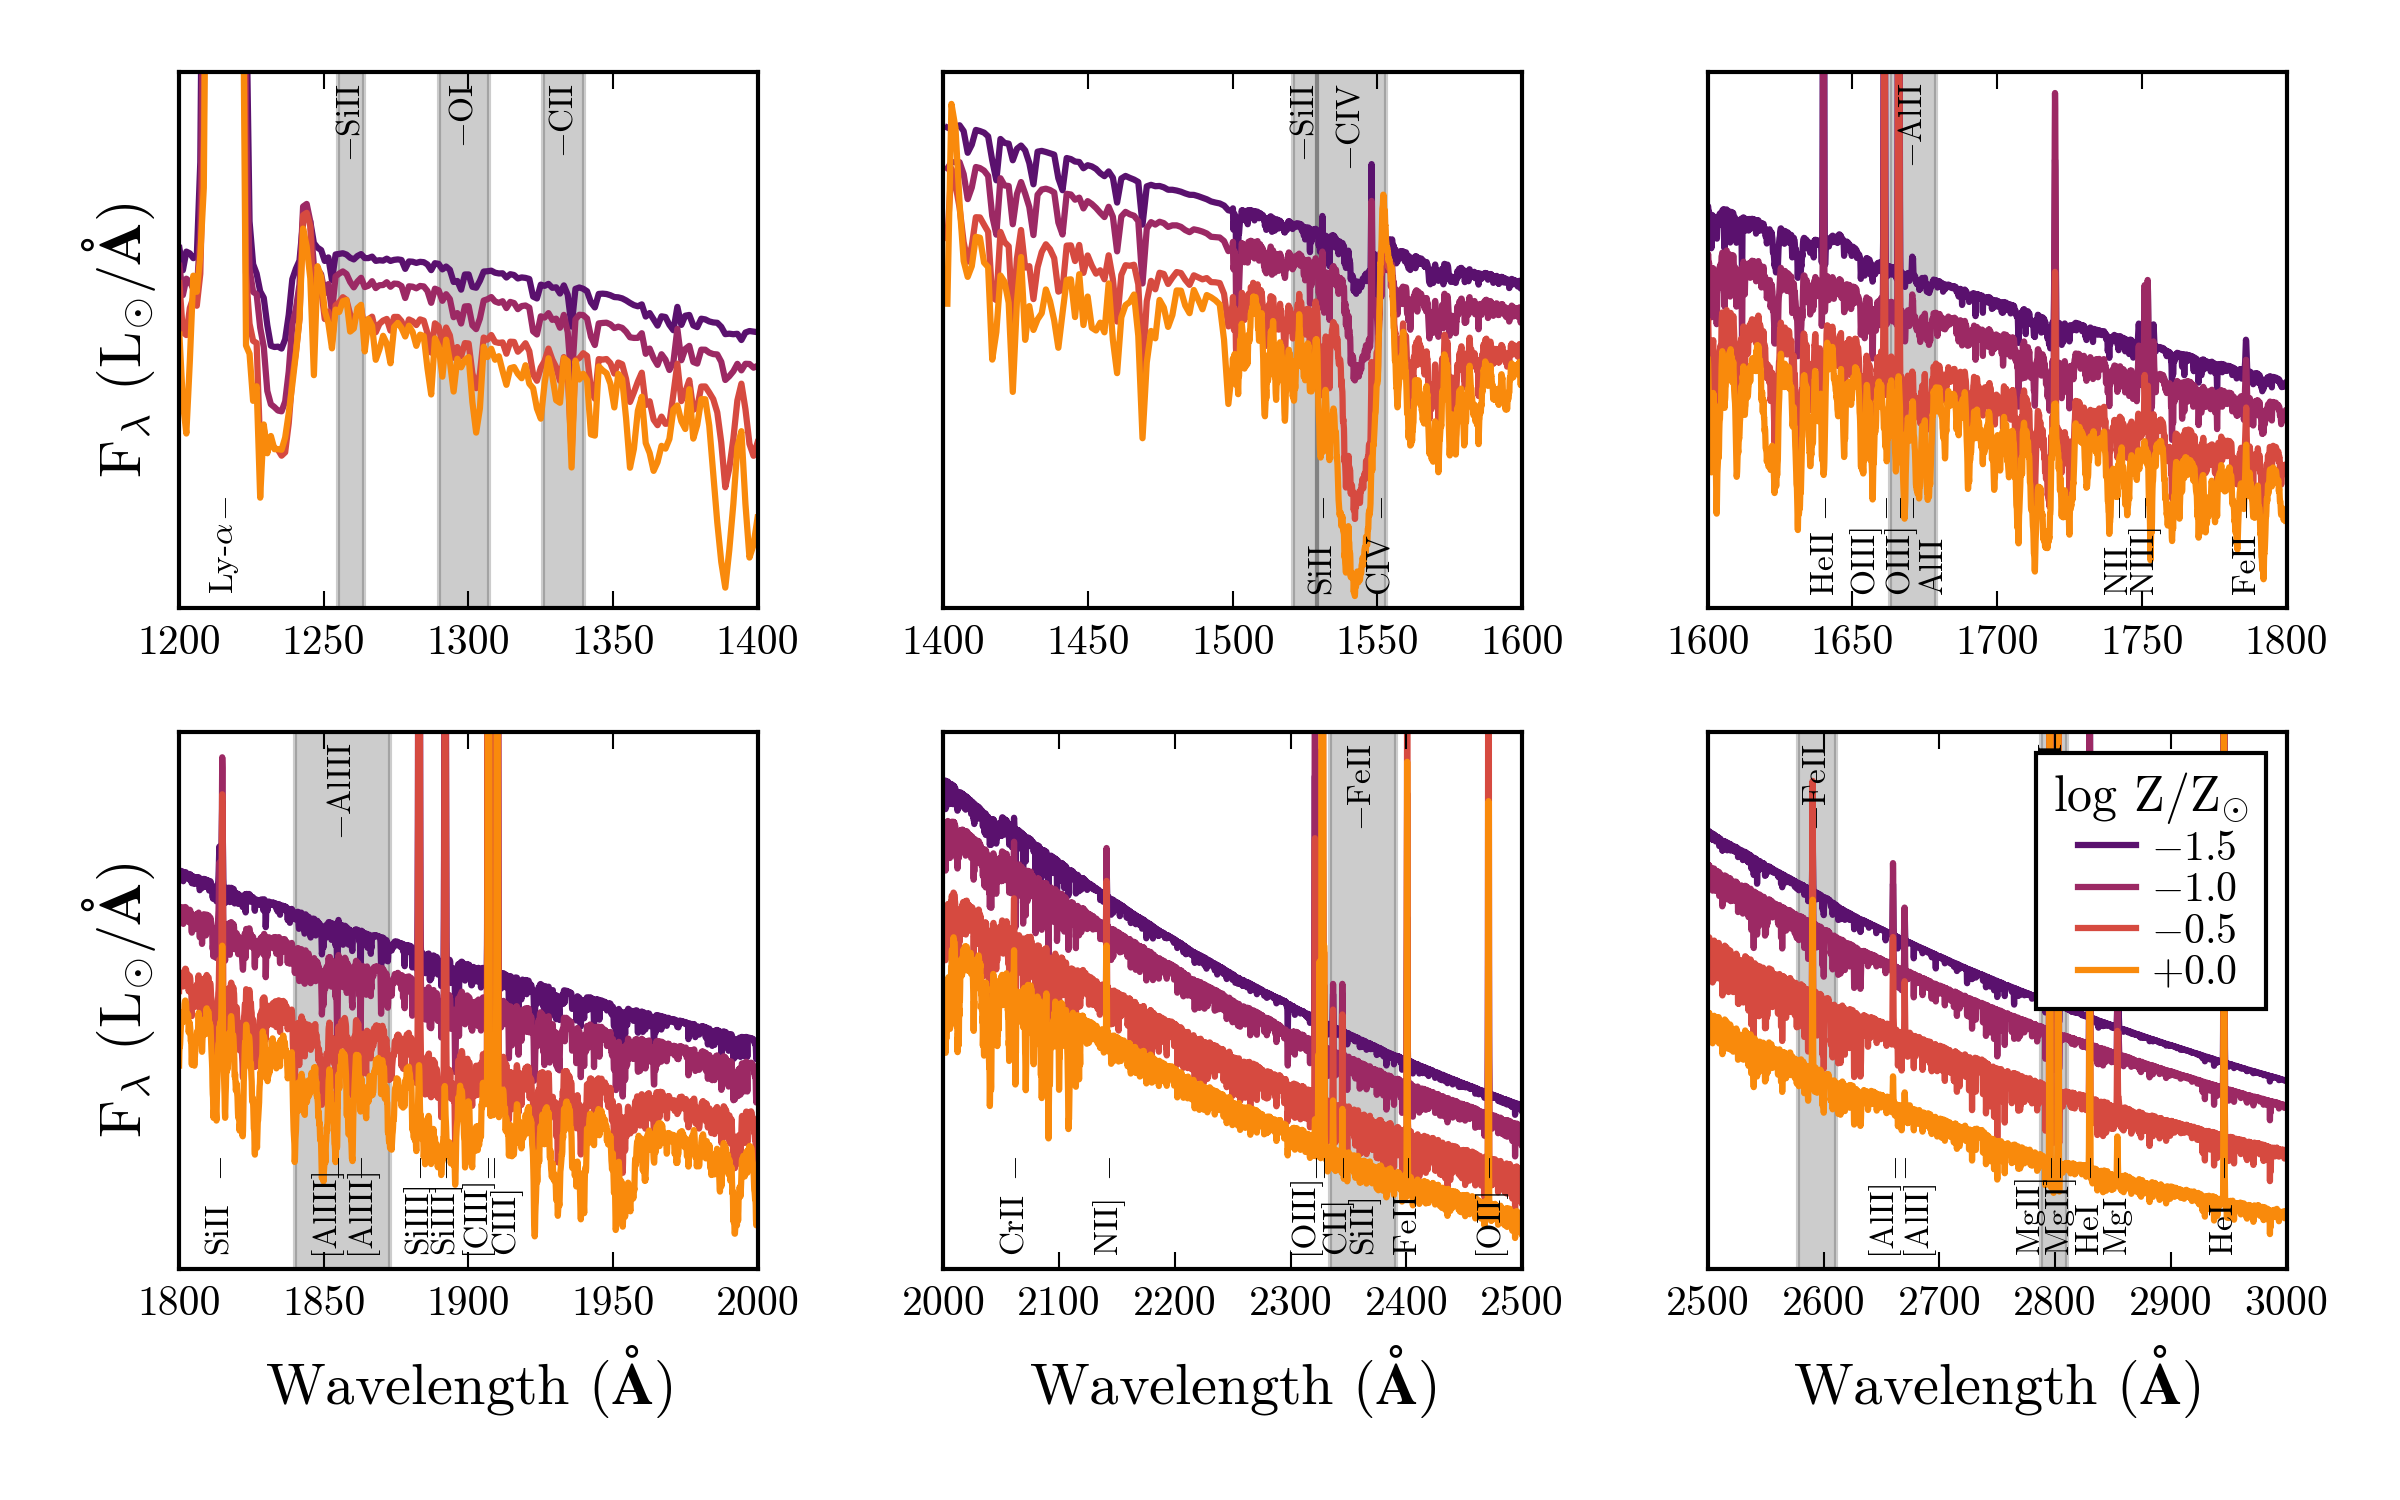 F_λ (L_⊙/Å)
–SiII
–OI
–CII
Ly-α–
1200 1250 1300 1350 1400
–SiII
–CIV
SiII –
CIV –
1400 1450 1500 1550 1600
–AlII
HeII –
OIII] –
OIII] –
AlII –
NII –
NIII] –
FeII –
1600 1650 1700 1750 1800
F_λ (L_⊙/Å)
–AlIII
SiII –
[AlIII] –
[AlIII] –
SiIII] –
SiIII] –
[CIII] –
CIII] –
1800 1850 1900 1950 2000
Wavelength (Å)
–FeII
CrII –
NII] –
[OIII] –
CII] –
SiII] –
FeII –
[OII] –
2000 2100 2200 2300 2400 2500
Wavelength (Å)
–FeII
log Z/Z_⊙
−1.5
−1.0
−0.5
+0.0
[AlII] –
[AlII] –
MgII] –
MgII] –
HeI –
MgI –
HeI –
2500 2600 2700 2800 2900 3000
Wavelength (Å)